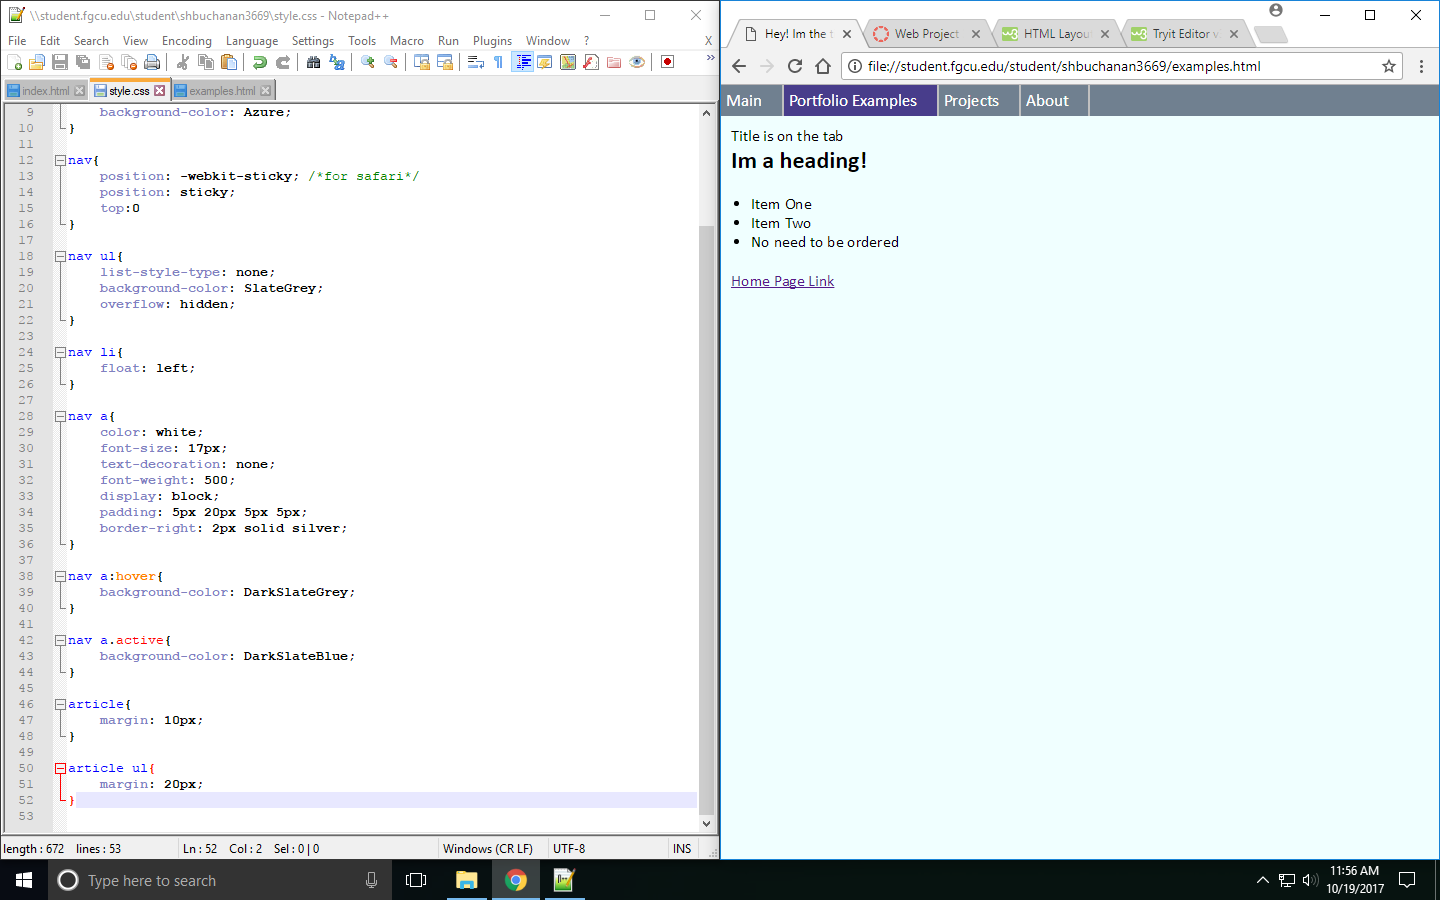 \\student.fgcu.edu\student\shbuchanan3669\style.css - Notepad++
File Edit Search View Encoding Language Settings Tools Macro Run Plugins Window ? X
index.html style.css examples.html
9 background-color: Azure;
10 }
11
12 nav{
13 position: -webkit-sticky; /*for safari*/
14 position: sticky;
15 top:0
16 }
17
18 nav ul{
19 list-style-type: none;
20 background-color: SlateGrey;
21 overflow: hidden;
22 }
23
24 nav li{
25 float: left;
26 }
27
28 nav a{
29 color: white;
30 font-size: 17px;
31 text-decoration: none;
32 font-weight: 500;
33 display: block;
34 padding: 5px 20px 5px 5px;
35 border-right: 2px solid silver;
36 }
37
38 nav a:hover{
39 background-color: DarkSlateGrey;
40 }
41
42 nav a.active{
43 background-color: DarkSlateBlue;
44 }
45
46 article{
47 margin: 10px;
48 }
49
50 article ul{
51 margin: 20px;
52 }
53
length : 672 lines : 53 Ln : 52 Col : 2 Sel : 0 | 0 Windows (CR LF) UTF-8 INS
Hey! Im the t Web Project HTML Layou Tryit Editor v
file://student.fgcu.edu/student/shbuchanan3669/examples.html
Main Portfolio Examples Projects About
Title is on the tab
Im a heading!
• Item One
• Item Two
• No need to be ordered
Home Page Link
Type here to search
11:56 AM
10/19/2017